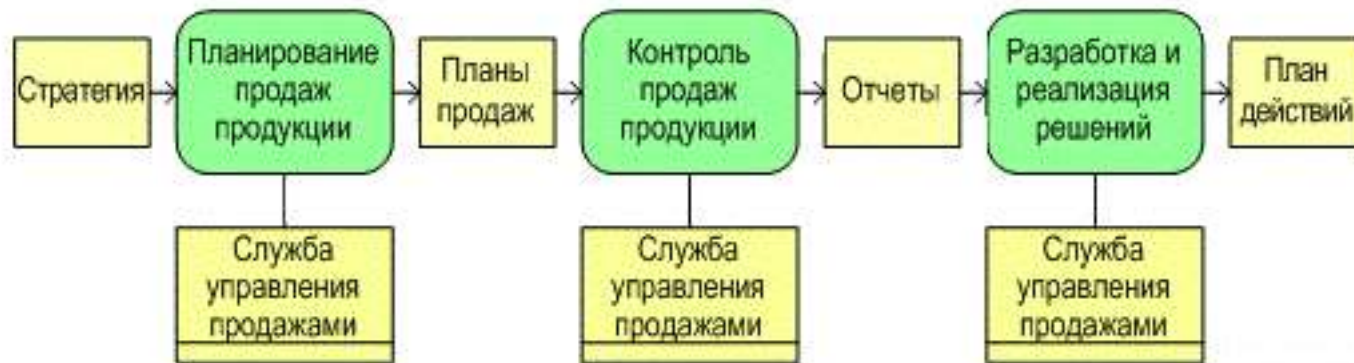 Стратегия
Планирование
продаж
продукции
Планы
продаж
Контроль
продаж
продукции
Отчеты
Разработка и
реализация
решений
План
действий
Служба
управления
продажами
Служба
управления
продажами
Служба
управления
продажами